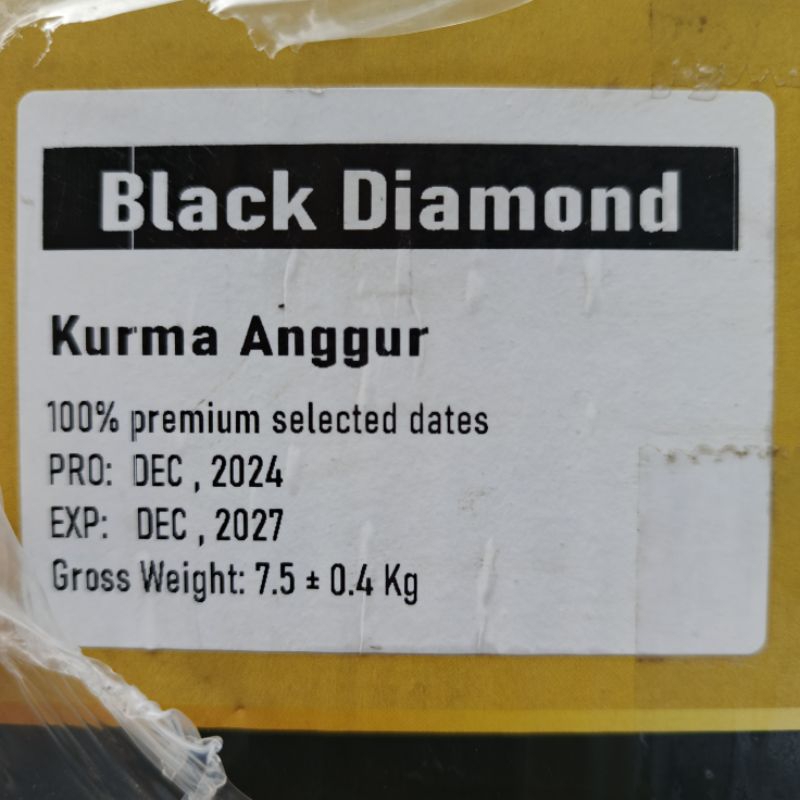 Black Diamond
Kurma Anggur
100% premium selected dates
PRO: DEC , 2024
EXP: DEC , 2027
Gross Weight: 7.5 ± 0.4 Kg